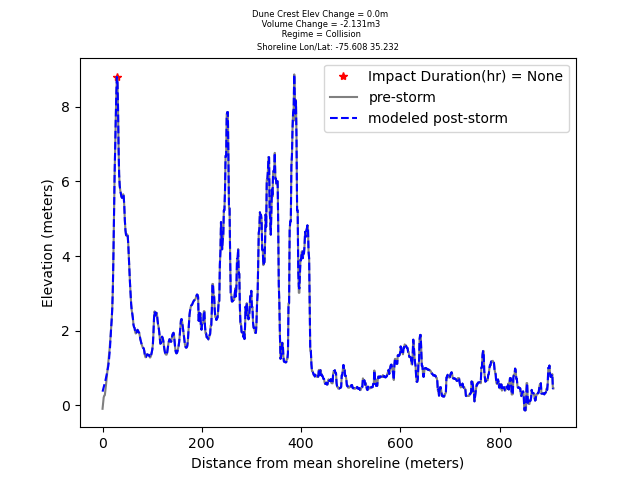 Dune Crest Elev Change = 0.0m
Volume Change = -2.131m3
Regime = Collision
Shoreline Lon/Lat: -75.608 35.232
Impact Duration(hr) = None
pre-storm
modeled post-storm
Elevation (meters)
8
6
4
2
0
0 200 400 600 800
Distance from mean shoreline (meters)